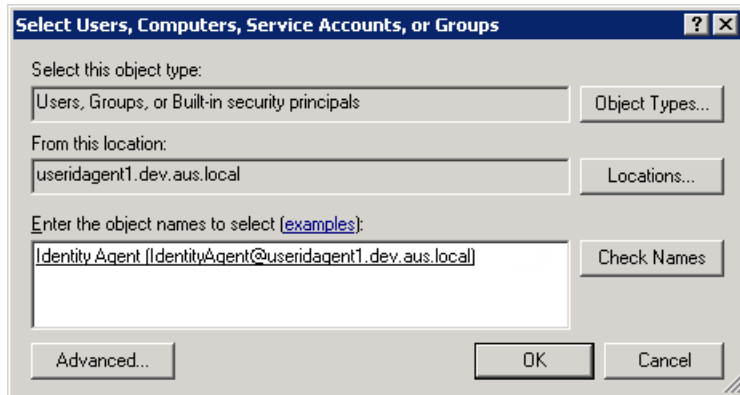 Select Users, Computers, Service Accounts, or Groups
Select this object type:
Users, Groups, or Built-in security principals
Object Types...
From this location:
useridagent1.dev.aus.local
Locations...
Enter the object names to select (examples):
Identity Agent (IdentityAgent@useridagent1.dev.aus.local)
Check Names
Advanced...
OK
Cancel